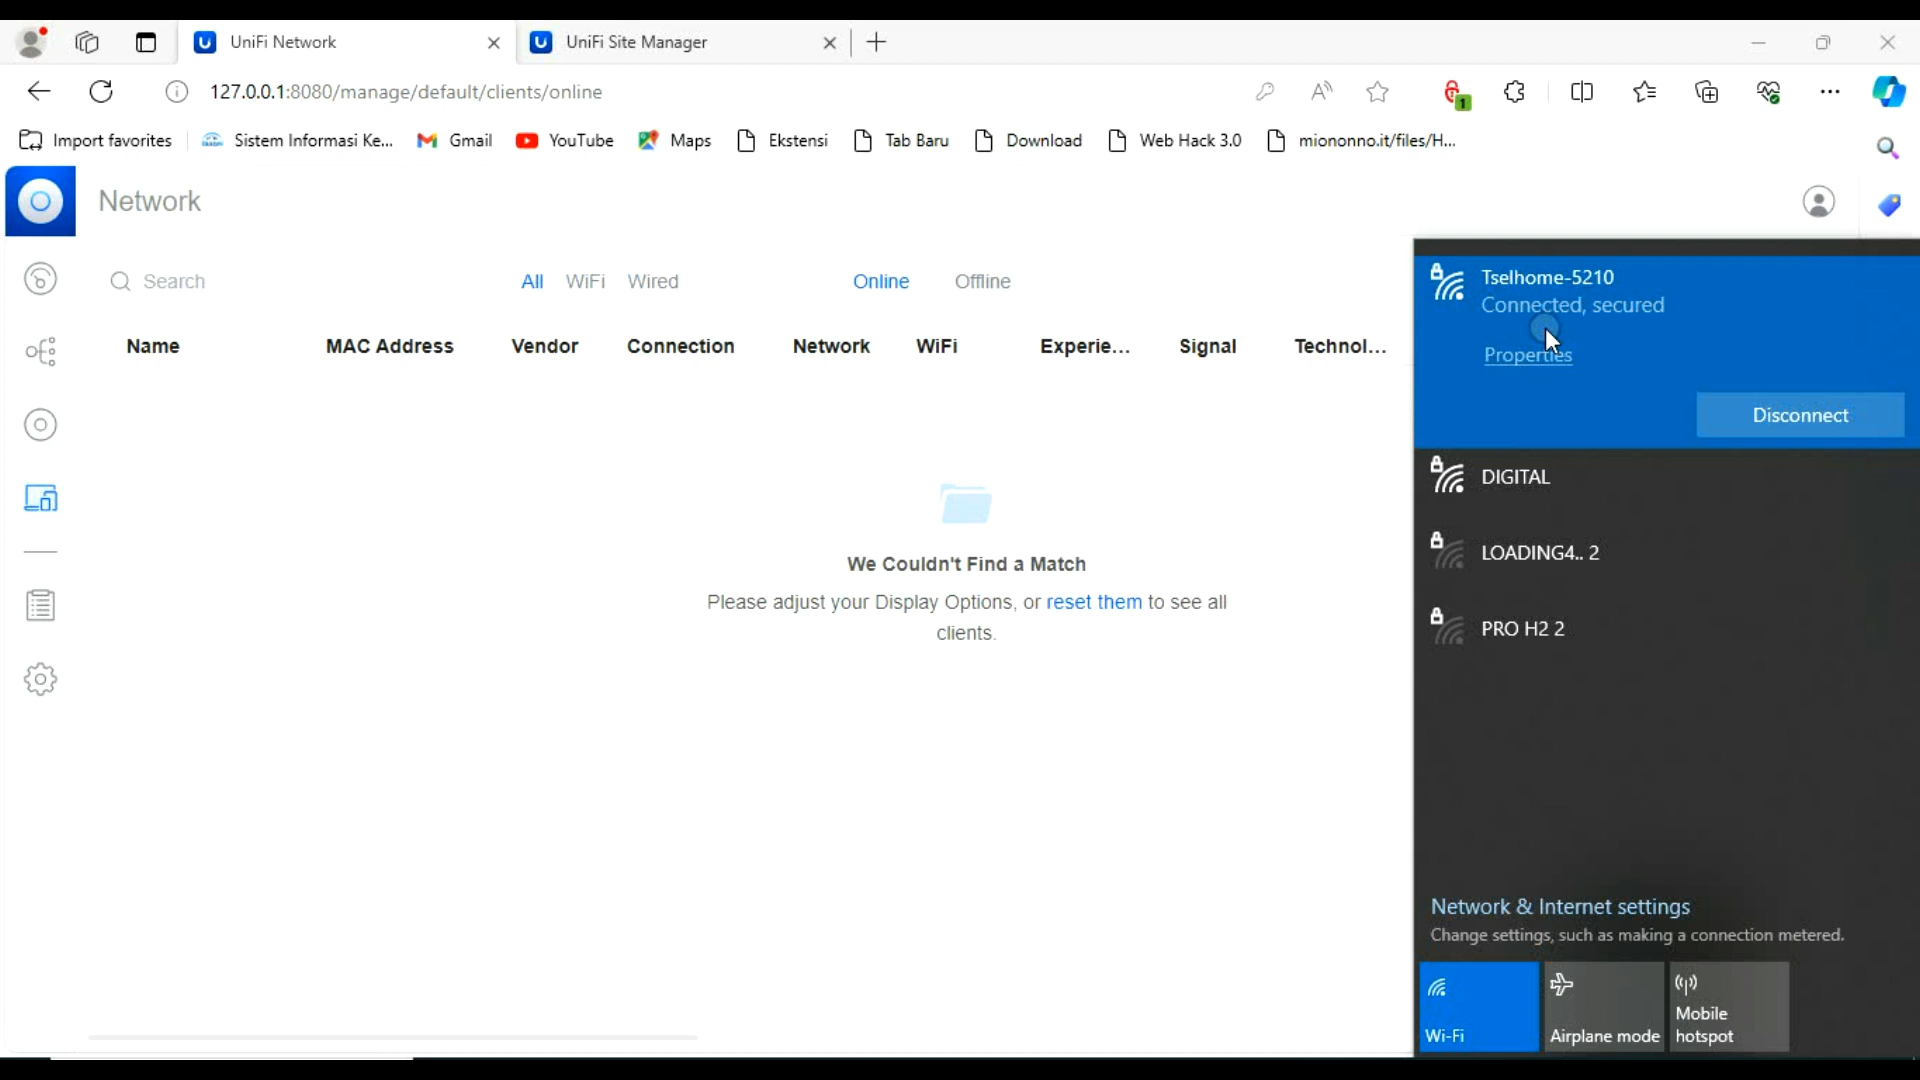 UniFi Network
UniFi Site Manager
127.0.0.1:8080/manage/default/clients/online
1
Import favorites
Sistem Informasi Ke...
Gmail
YouTube
Maps
Ekstensi
Tab Baru
Download
Web Hack 3.0
miononno.it/files/H...
Network
Search
All
WiFi
Wired
Online
Offline
Name
MAC Address
Vendor
Connection
Network
WiFi
Experie...
Signal
Technol...
We Couldn't Find a Match
Please adjust your Display Options, or reset them to see all
clients.
Tselhome-5210
Connected, secured
Properties
Disconnect
DIGITAL
LOADING4.. 2
PRO H2 2
Network & Internet settings
Change settings, such as making a connection metered.
Wi-Fi
Airplane mode
Mobile
hotspot